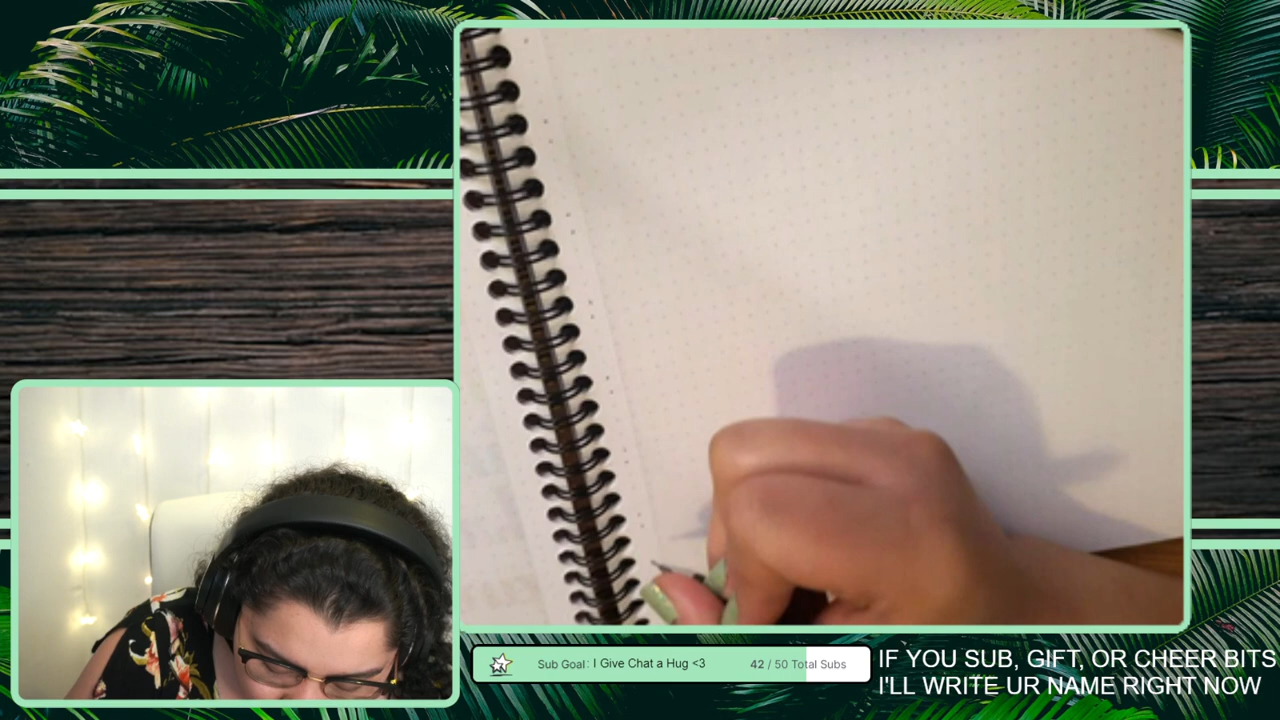 Sub Goal: I Give Chat a Hug <3 42 / 50 Total Subs
IF YOU SUB, GIFT, OR CHEER BITS
I'LL WRITE UR NAME RIGHT NOW